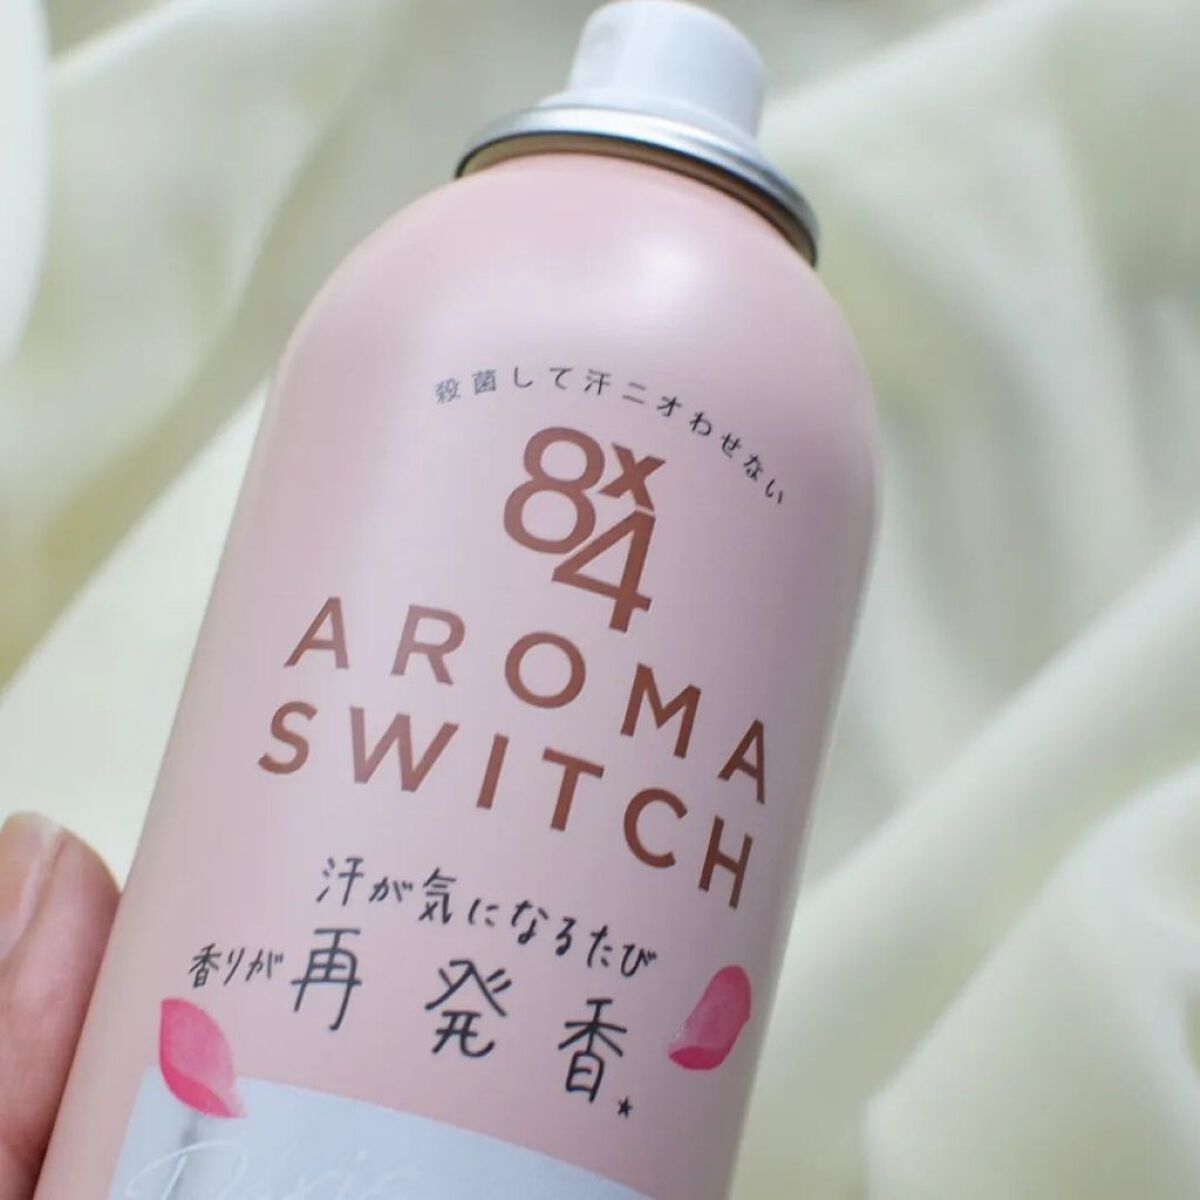 殺菌して汗ニオわせない
8x4
AROMA
SWITCH
汗が気になるたび
香りが再発香★